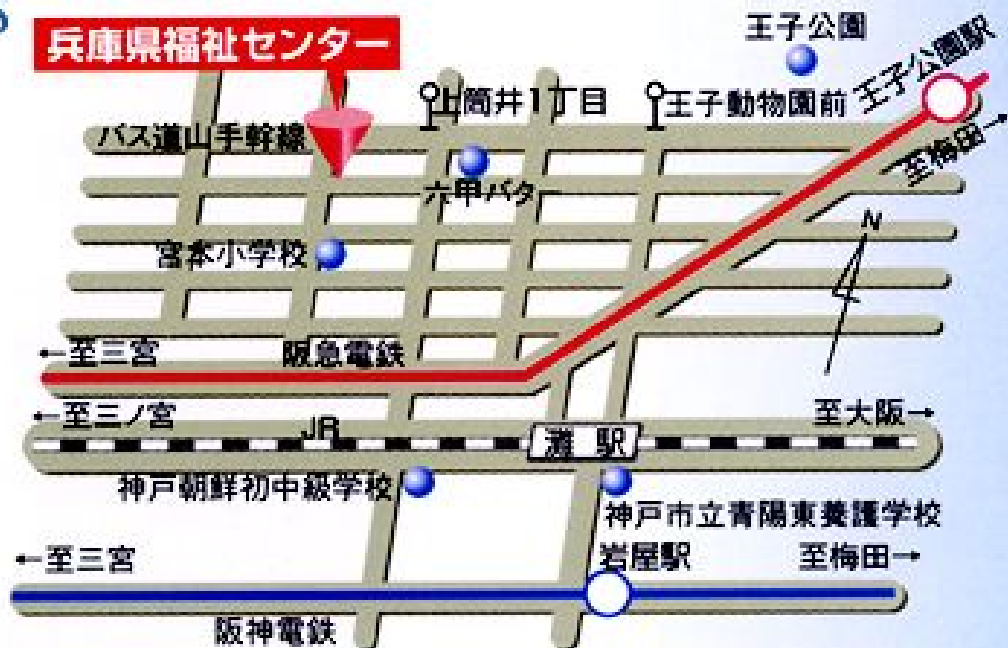 王子公園
兵庫県福祉センター
王子公園駅
上筒井1丁目
王子動物園前
バス道山手幹線
至梅田→
六甲バター
N
宮本小学校
←至三宮
阪急電鉄
←至三ノ宮
JR
至大阪→
灘駅
神戸朝鮮初中級学校
神戸市立青陽東養護学校
←至三宮
岩屋駅
至梅田→
阪神電鉄